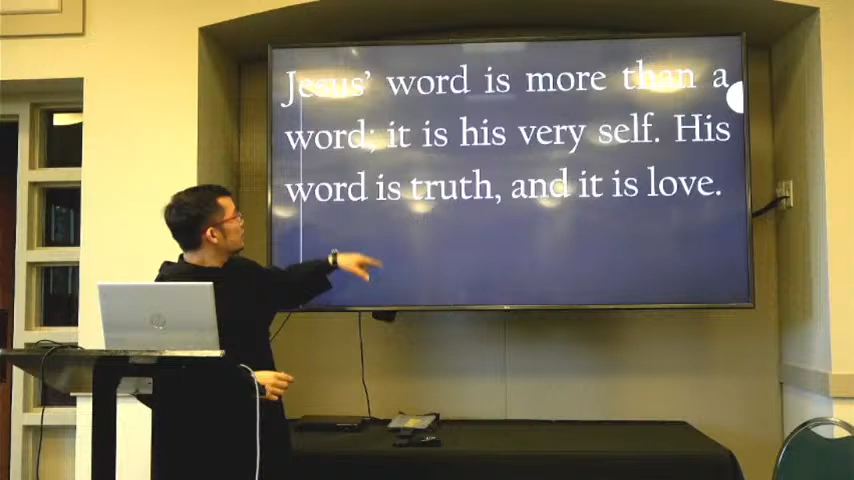 Jesus' word is more than a
word; it is his very self. His
word is truth, and it is love.